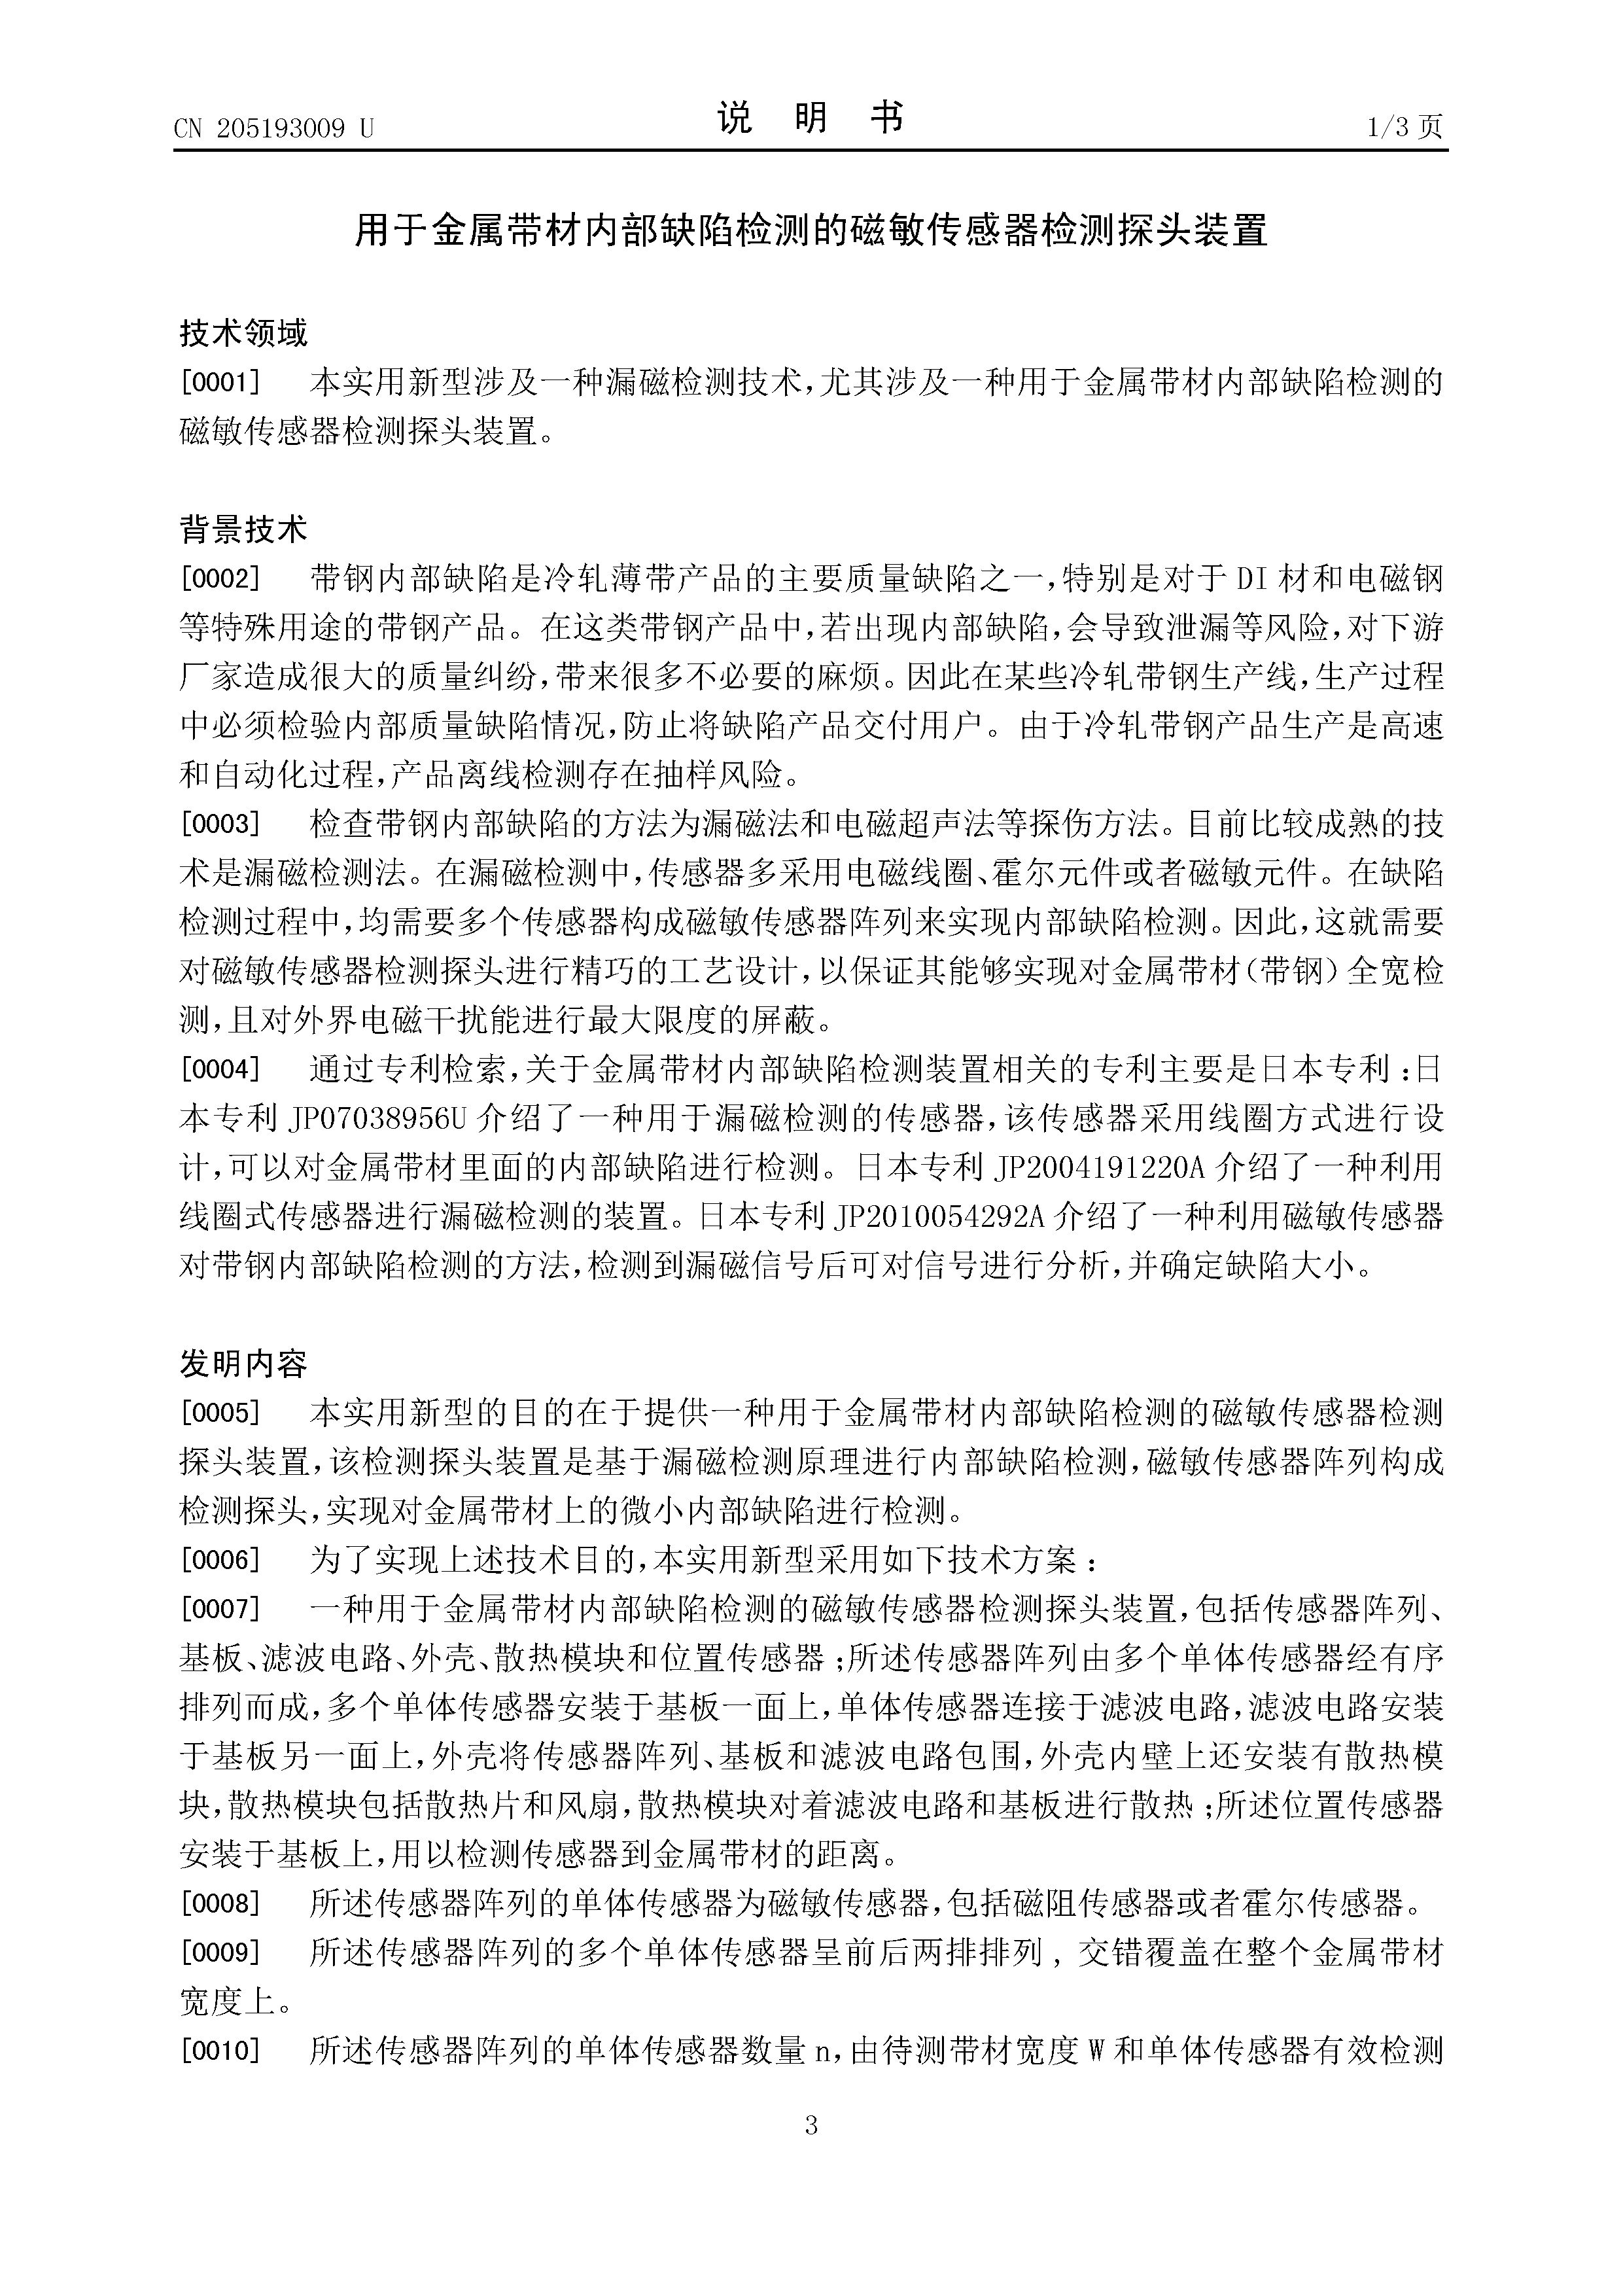 CN 205193009 U
说 明 书
1/3 页
用于金属带材内部缺陷检测的磁敏传感器检测探头装置
技术领域
[0001] 本实用新型涉及一种漏磁检测技术,尤其涉及一种用于金属带材内部缺陷检测的
磁敏传感器检测探头装置。
背景技术
[0002] 带钢内部缺陷是冷轧薄带产品的主要质量缺陷之一,特别是对于 DI 材和电磁钢
等特殊用途的带钢产品。在这类带钢产品中,若出现内部缺陷,会导致泄漏等风险,对下游
厂家造成很大的质量纠纷,带来很多不必要的麻烦。因此在某些冷轧带钢生产线,生产过程
中必须检验内部质量缺陷情况,防止将缺陷产品交付用户。由于冷轧带钢产品生产是高速
和自动化过程,产品离线检测存在抽样风险。
[0003] 检查带钢内部缺陷的方法为漏磁法和电磁超声法等探伤方法。目前比较成熟的技
术是漏磁检测法。在漏磁检测中,传感器多采用电磁线圈、霍尔元件或者磁敏元件。在缺陷
检测过程中,均需要多个传感器构成磁敏传感器阵列来实现内部缺陷检测。因此,这就需要
对磁敏传感器检测探头进行精巧的工艺设计,以保证其能够实现对金属带材(带钢)全宽检
测,且对外界电磁干扰能进行最大限度的屏蔽。
[0004] 通过专利检索,关于金属带材内部缺陷检测装置相关的专利主要是日本专利:日
本专利 JP07038956U 介绍了一种用于漏磁检测的传感器,该传感器采用线圈方式进行设
计,可以对金属带材里面的内部缺陷进行检测。日本专利 JP2004191220A 介绍了一种利用
线圈式传感器进行漏磁检测的装置。日本专利 JP2010054292A 介绍了一种利用磁敏传感器
对带钢内部缺陷检测的方法,检测到漏磁信号后可对信号进行分析,并确定缺陷大小。
发明内容
[0005] 本实用新型的目的在于提供一种用于金属带材内部缺陷检测的磁敏传感器检测
探头装置,该检测探头装置是基于漏磁检测原理进行内部缺陷检测,磁敏传感器阵列构成
检测探头,实现对金属带材上的微小内部缺陷进行检测。
[0006] 为了实现上述技术目的,本实用新型采用如下技术方案:
[0007] 一种用于金属带材内部缺陷检测的磁敏传感器检测探头装置,包括传感器阵列、
基板、滤波电路、外壳、散热模块和位置传感器;所述传感器阵列由多个单体传感器经有序
排列而成,多个单体传感器安装于基板一面上,单体传感器连接于滤波电路,滤波电路安装
于基板另一面上,外壳将传感器阵列、基板和滤波电路包围,外壳内壁上还安装有散热模
块,散热模块包括散热片和风扇,散热模块对着滤波电路和基板进行散热;所述位置传感器
安装于基板上,用以检测传感器到金属带材的距离。
[0008] 所述传感器阵列的单体传感器为磁敏传感器,包括磁阻传感器或者霍尔传感器。
[0009] 所述传感器阵列的多个单体传感器呈前后两排排列,交错覆盖在整个金属带材
宽度上。
[0010] 所述传感器阵列的单体传感器数量 n,由待测带材宽度 W 和单体传感器有效检测
3